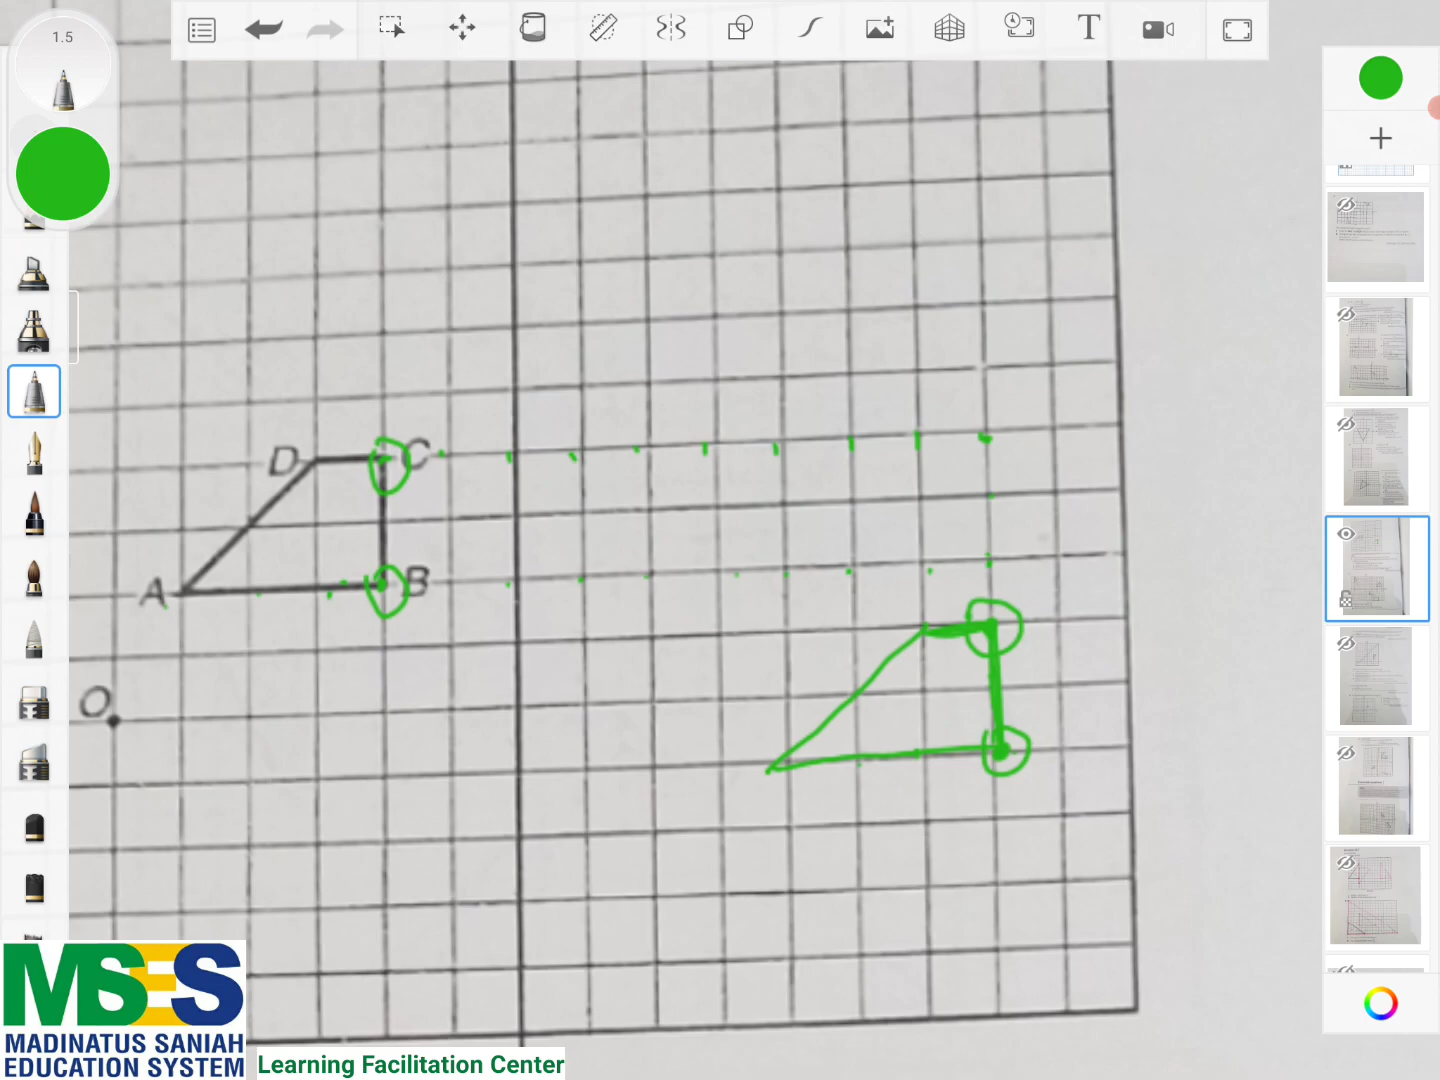 1.5
T
D
C
A
B
O
MSES
MADINATUS SANIAH
EDUCATION SYSTEM
Learning Facilitation Center